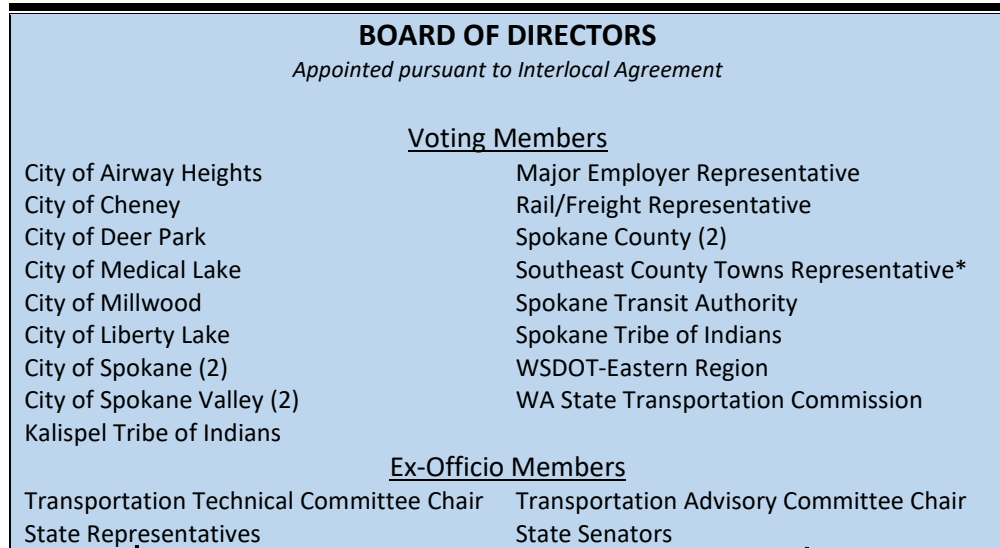 BOARD OF DIRECTORS
Appointed pursuant to Interlocal Agreement
Voting Members
City of Airway Heights
City of Cheney
City of Deer Park
City of Medical Lake
City of Millwood
City of Liberty Lake
City of Spokane (2)
City of Spokane Valley (2)
Kalispel Tribe of Indians
Major Employer Representative
Rail/Freight Representative
Spokane County (2)
Southeast County Towns Representative*
Spokane Transit Authority
Spokane Tribe of Indians
WSDOT-Eastern Region
WA State Transportation Commission
Ex-Officio Members
Transportation Technical Committee Chair
State Representatives
Transportation Advisory Committee Chair
State Senators